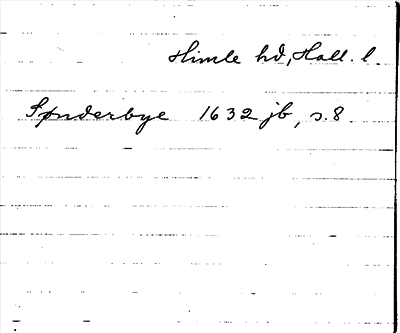 Himle hd, Hall. l.
Sønderbye 1632 jb, s. 8.